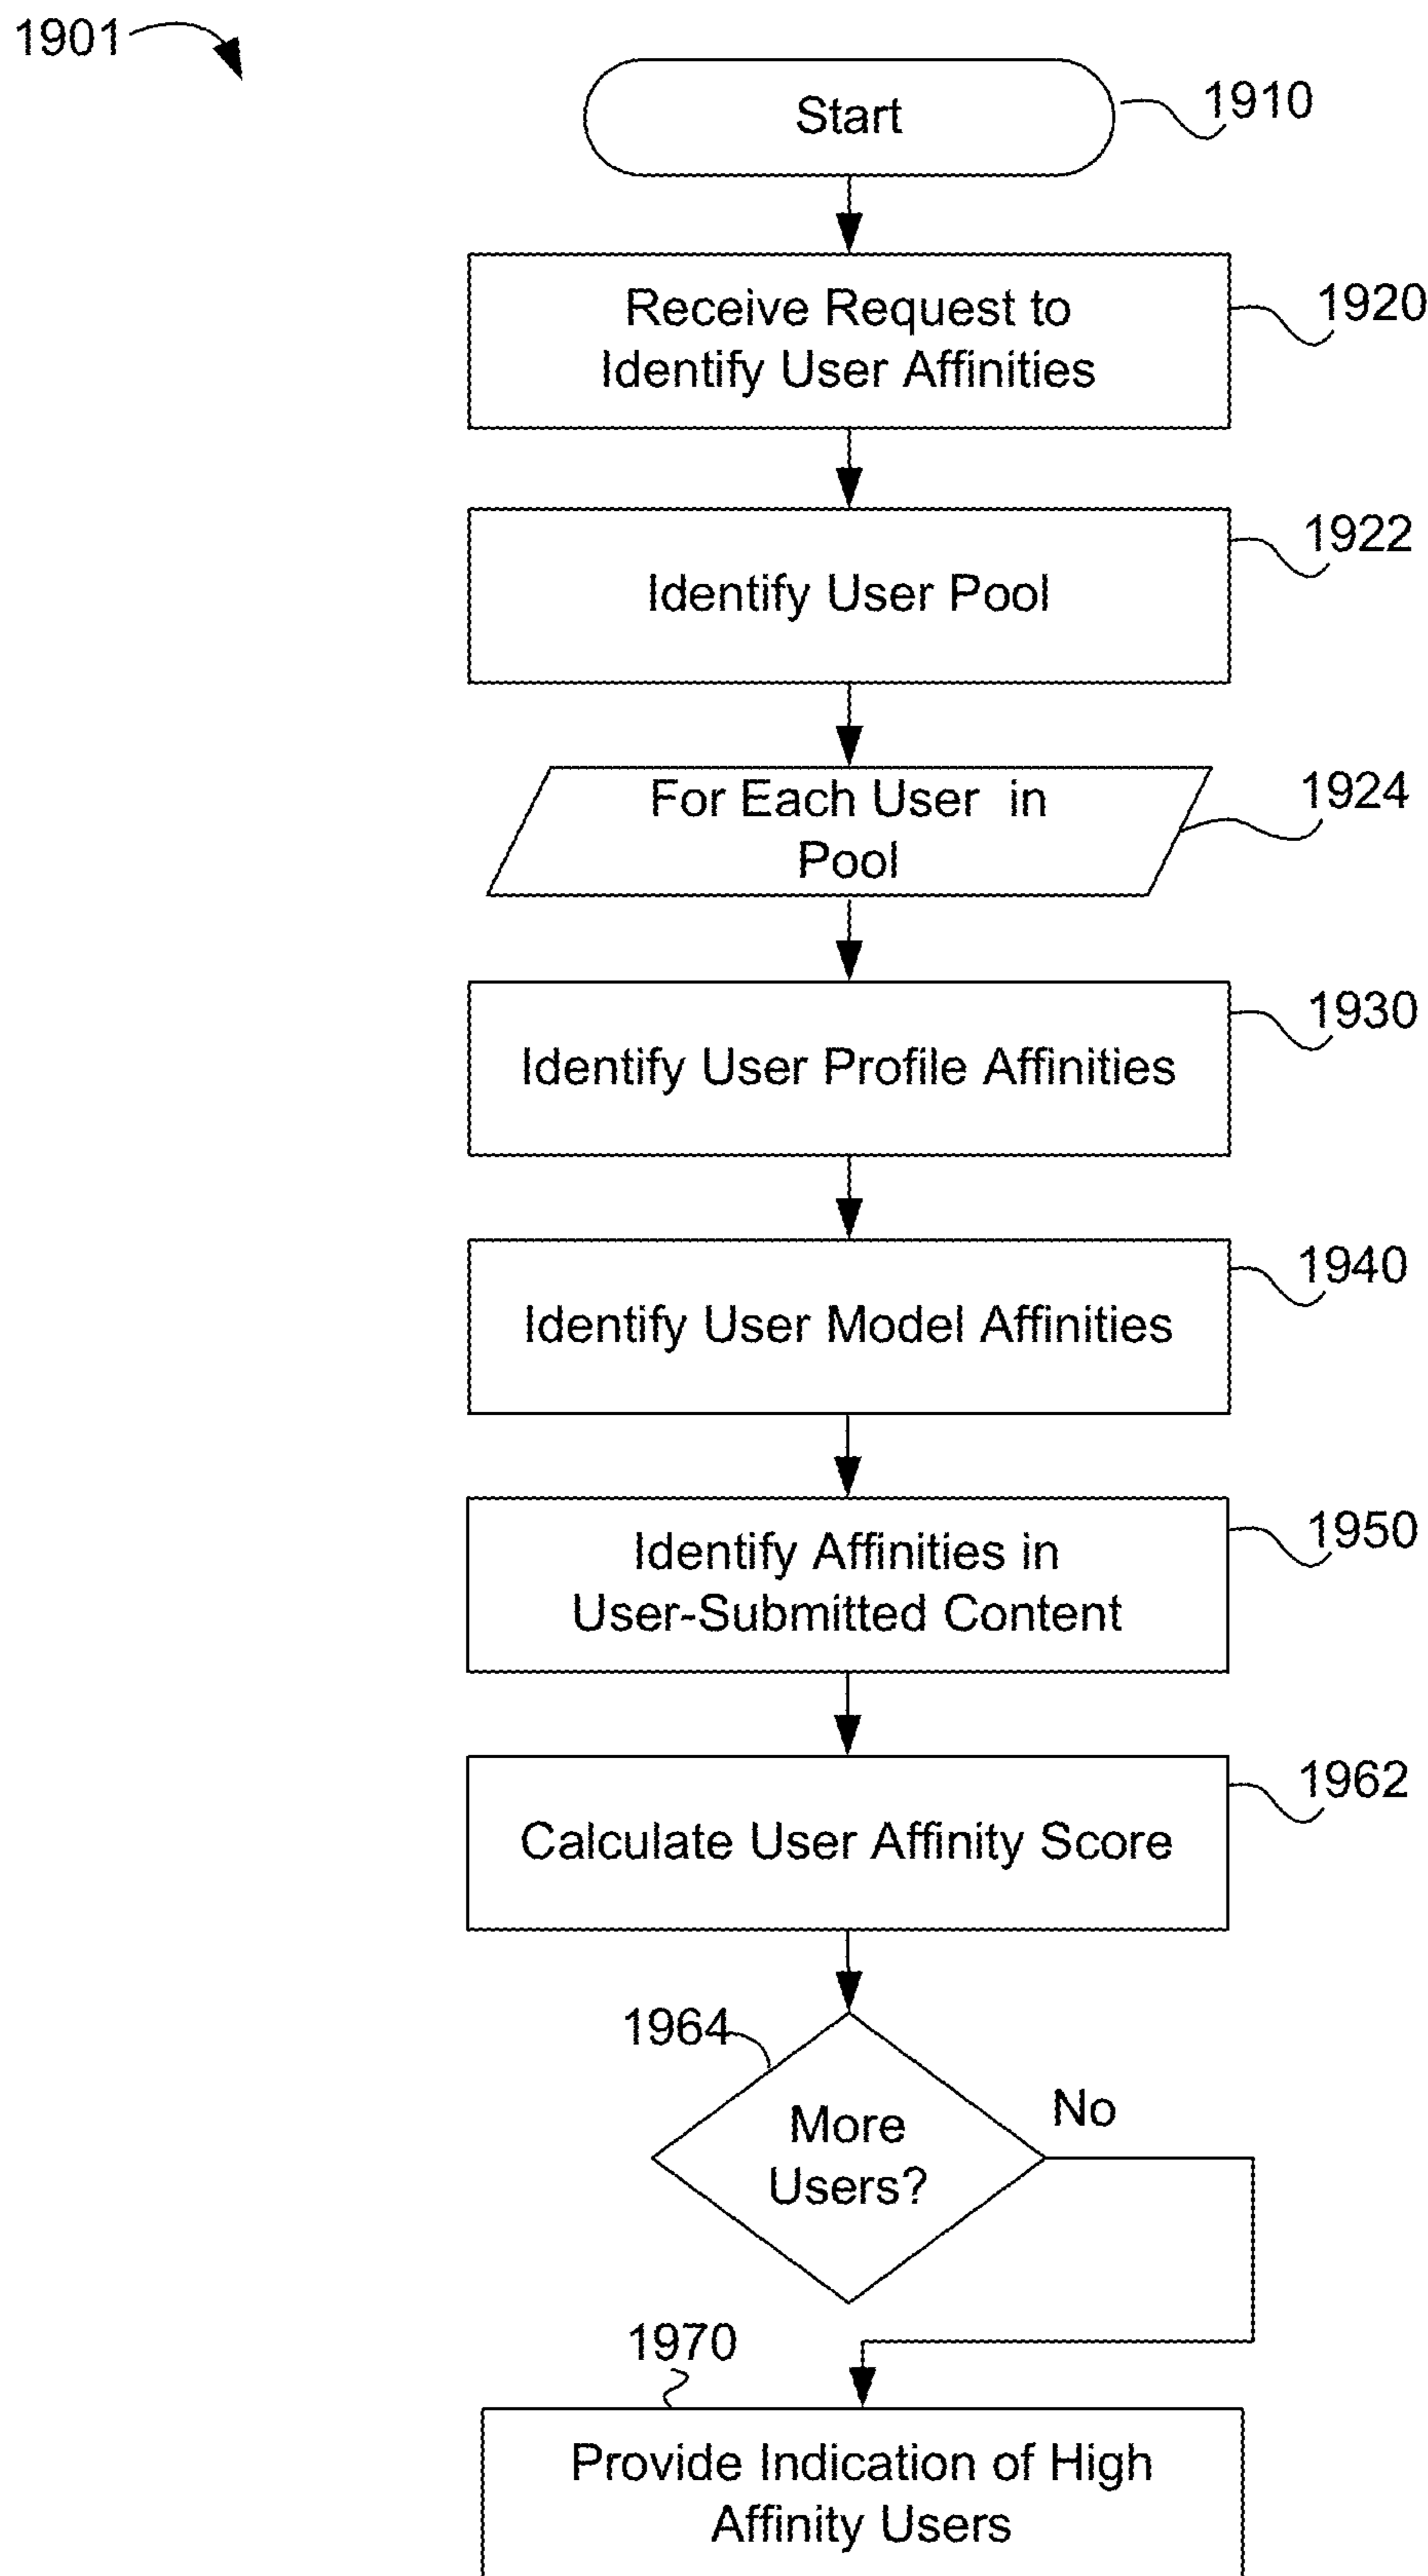 1901
Start
1910
Receive Request to
Identify User Affinities
1920
Identify User Pool
1922
For Each User in
Pool
1924
Identify User Profile Affinities
1930
Identify User Model Affinities
1940
Identify Affinities in
User-Submitted Content
1950
Calculate User Affinity Score
1962
1964
More
Users?
No
1970
Provide Indication of High
Affinity Users